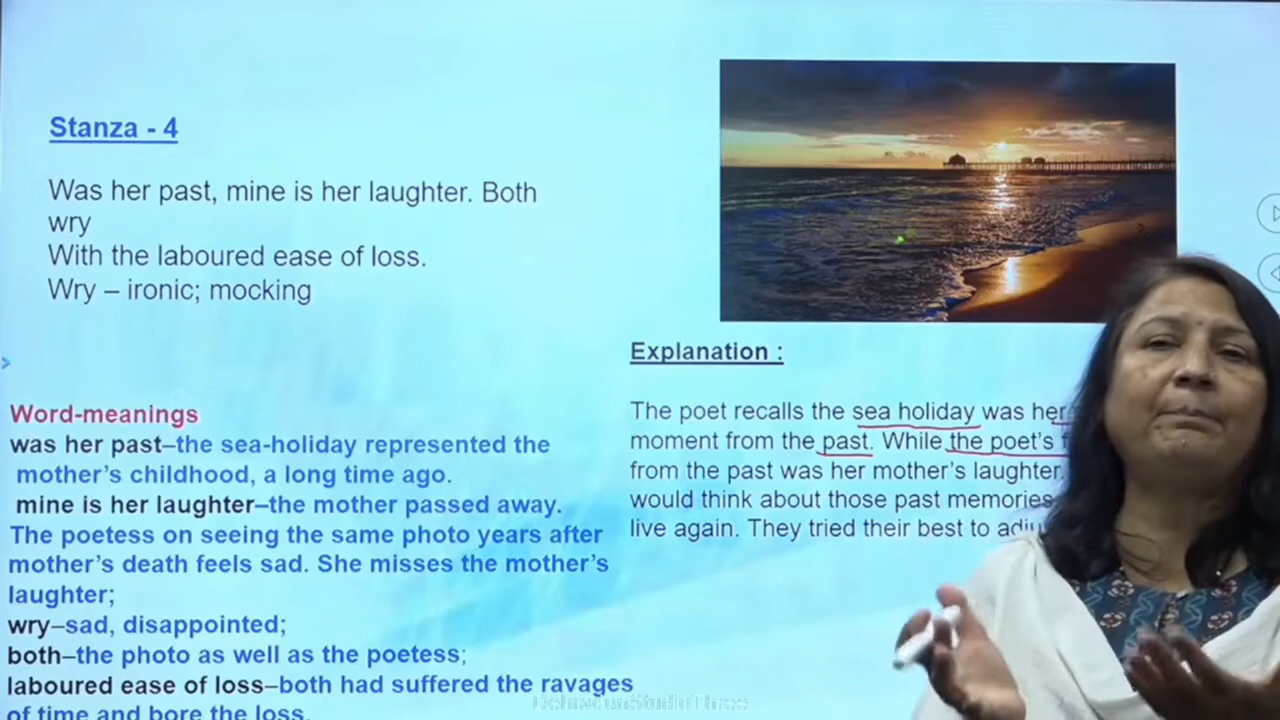 Stanza - 4
Was her past, mine is her laughter. Both
wry
With the laboured ease of loss.
Wry – ironic; mocking
Word-meanings
was her past–the sea-holiday represented the
mother's childhood, a long time ago.
mine is her laughter–the mother passed away.
The poetess on seeing the same photo years after
mother's death feels sad. She misses the mother's
laughter;
wry–sad, disappointed;
both–the photo as well as the poetess;
laboured ease of loss–both had suffered the ravages
of time and bore the loss.
Explanation :
The poet recalls the sea holiday was her
moment from the past. While the poet's
from the past was her mother's laughter.
would think about those past memories
live again. They tried their best to